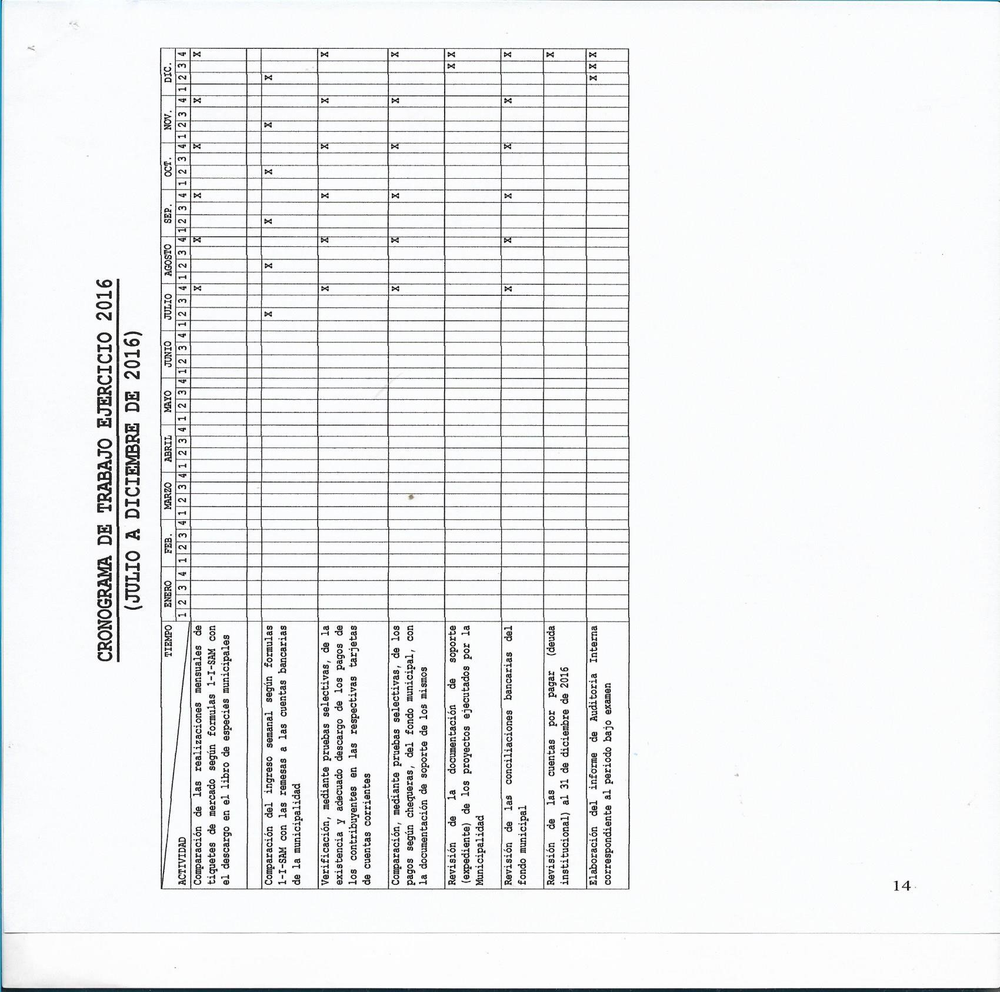 CRONOGRAMA DE TRABAJO EJERCICIO 2016
(JULIO A DICIEMBRE DE 2016)
TIEMPO ENERO FEB. MARZO ABRIL MAYO JUNIO JULIO AGOSTO SEP. OCT. NOV. DIC.
ACTIVIDAD 1 2 3 4 1 2 3 4 1 2 3 4 1 2 3 4 1 2 3 4 1 2 3 4 1 2 3 4 1 2 3 4 1 2 3 4 1 2 3 4 1 2 3 4 1 2 3 4
Comparación de las realizaciones mensuales de X X X X X X
tiquetes de mercado según formulas 1-I-SAM con
el descargo en el libro de especies municipales
Comparación del ingreso semanal según formulas X X X X X X
1-I-SAM con las remesas a las cuentas bancarias
de la municipalidad
Verificación, mediante pruebas selectivas, de la X X X X X X
existencia y adecuado descargo de los pagos de
los contribuyentes en las respectivas tarjetas
de cuentas corrientes
Comparación, mediante pruebas selectivas, de los X X X X X X
pagos según chequeras, del fondo municipal, con
la documentación de soporte de los mismos
Revisión de la documentación de soporte X X
(expediente) de los proyectos ejecutados por la
Municipalidad
Revisión de las conciliaciones bancarias del X X X X X X
fondo municipal
Revisión de las cuentas por pagar (deuda X
institucional) al 31 de diciembre de 2016
Elaboración del informe de Auditoria Interna X X X
correspondiente al periodo bajo examen
14